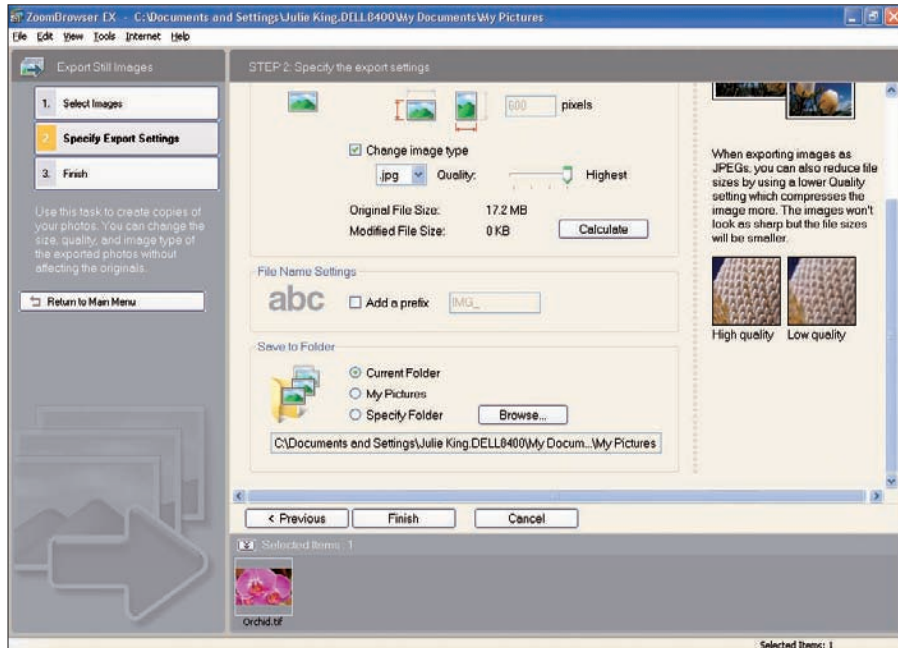 ZoomBrowser EX - C:\Documents and Settings\Julie King.DELL8400\My Documents\My Pictures
File Edit View Tools Internet Help
Export Still Images
1. Select Images
2. Specify Export Settings
3. Finish
Use this task to create copies of
your photos. You can change the
size, quality, and image type of
the exported photos without
affecting the originals.
Return to Main Menu
STEP 2: Specify the export settings
600 pixels
Change image type
.jpg Quality: Highest
Original File Size: 17.2 MB
Modified File Size: 0 KB Calculate
File Name Settings
abc Add a prefix IMG_
Save to Folder
Current Folder
My Pictures
Specify Folder Browse...
C:\Documents and Settings\Julie King.DELL8400\My Docum...\My Pictures
When exporting images as
JPEGs, you can also reduce file
sizes by using a lower Quality
setting which compresses the
image more. The images won't
look as sharp but the file sizes
will be smaller.
High quality Low quality
< Previous Finish Cancel
Selected Items: 1
Orchid.tif
Selected Items: 1